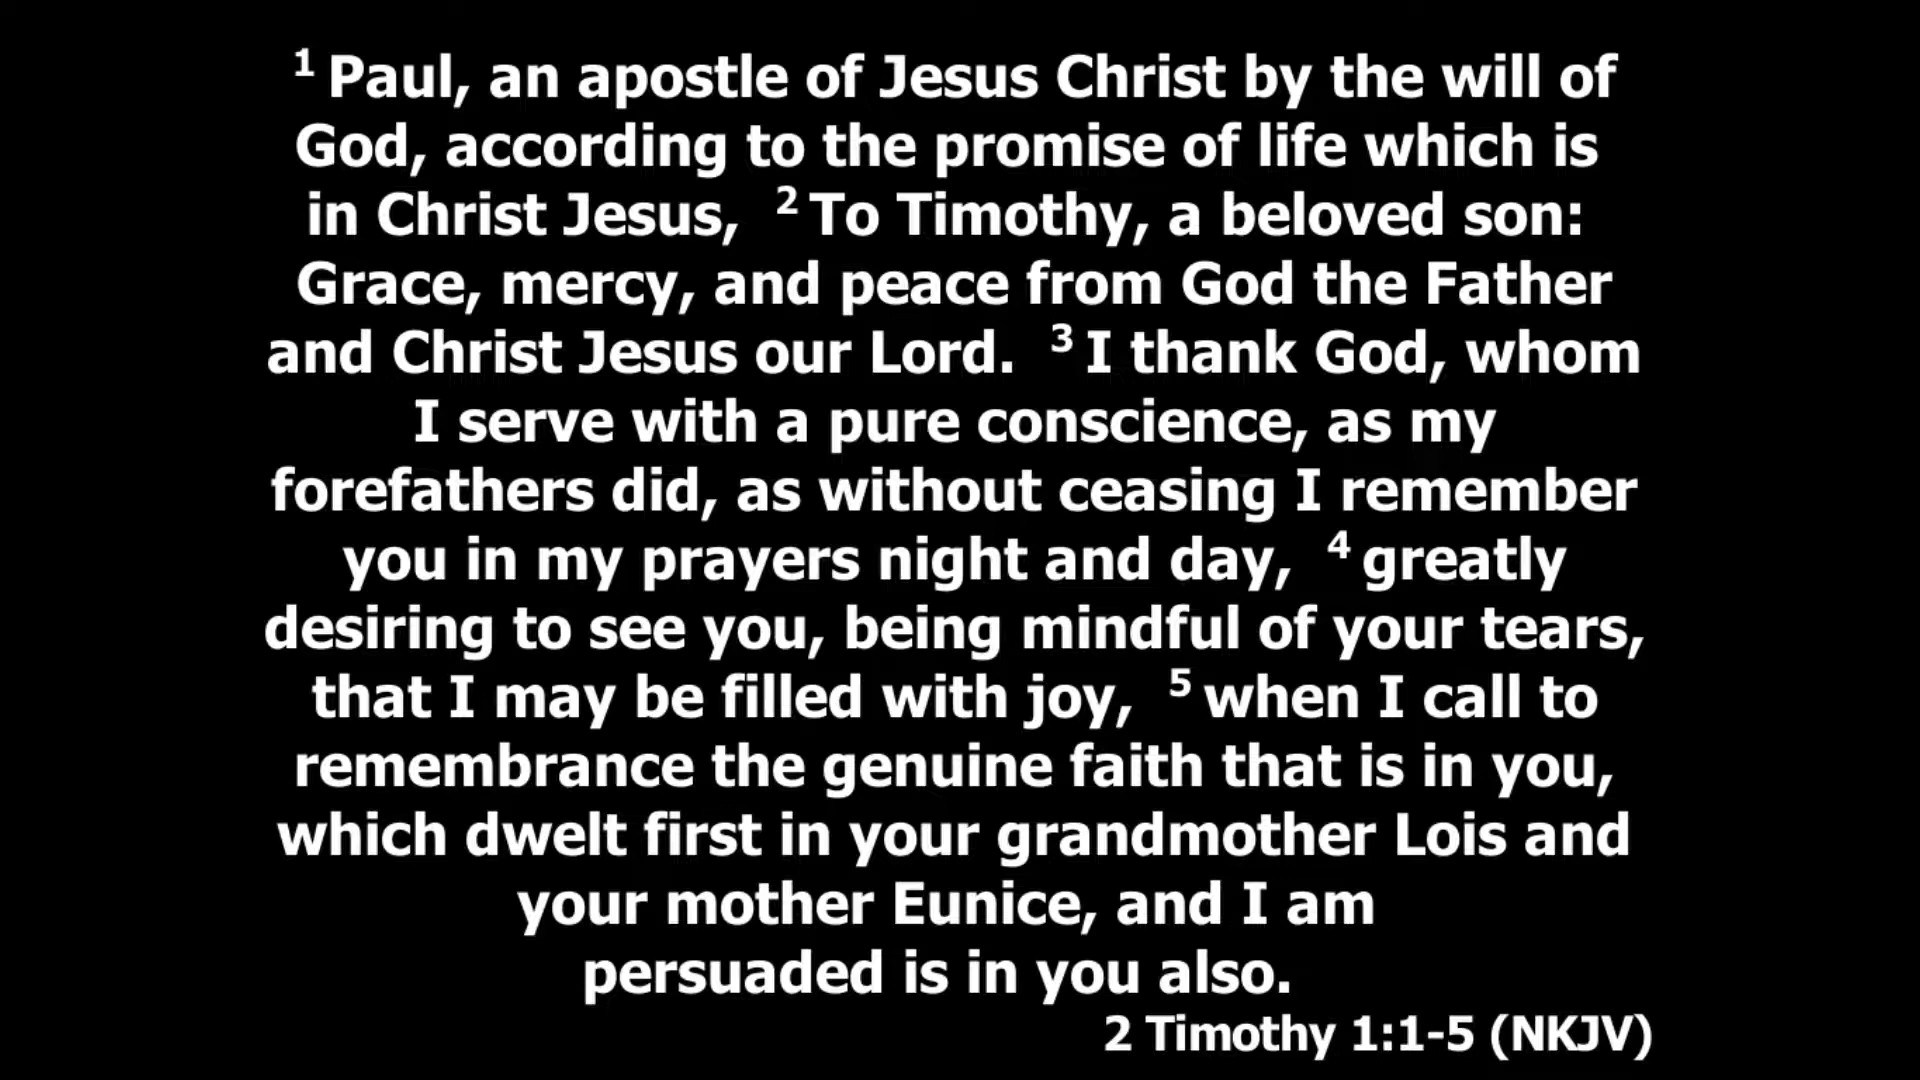 ¹ Paul, an apostle of Jesus Christ by the will of
God, according to the promise of life which is
in Christ Jesus, ² To Timothy, a beloved son:
Grace, mercy, and peace from God the Father
and Christ Jesus our Lord. ³ I thank God, whom
I serve with a pure conscience, as my
forefathers did, as without ceasing I remember
you in my prayers night and day, ⁴ greatly
desiring to see you, being mindful of your tears,
that I may be filled with joy, ⁵ when I call to
remembrance the genuine faith that is in you,
which dwelt first in your grandmother Lois and
your mother Eunice, and I am
persuaded is in you also.
2 Timothy 1:1-5 (NKJV)